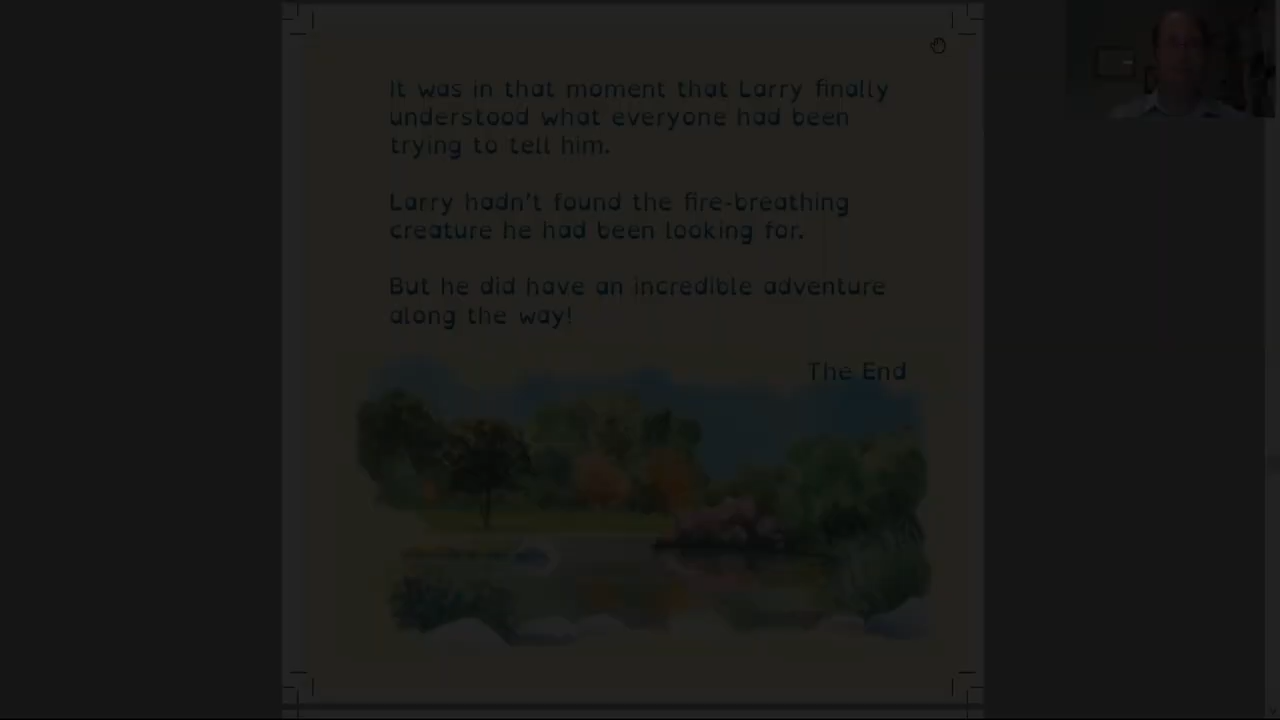 It was in that moment that Larry finally
understood what everyone had been
trying to tell him.
Larry hadn't found the fire-breathing
creature he had been looking for.
But he did have an incredible adventure
along the way!
The End